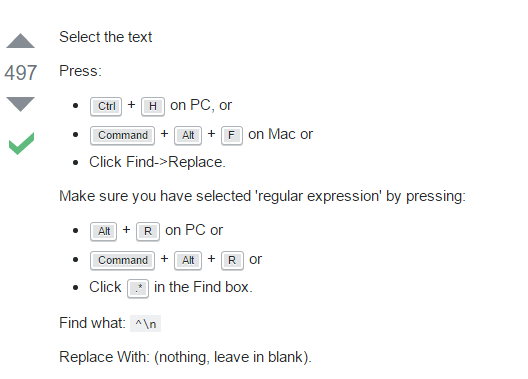 Select the text
497
Press:
Ctrl + H on PC, or
Command + Alt + F on Mac or
Click Find->Replace.
Make sure you have selected 'regular expression' by pressing:
Alt + R on PC or
Command + Alt + R or
Click .* in the Find box.
Find what: ^\n
Replace With: (nothing, leave in blank).